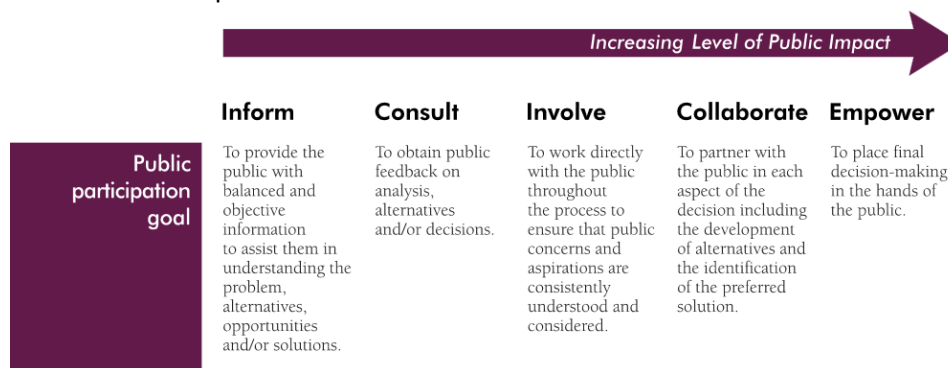 Increasing Level of Public Impact
Inform
Consult
Involve
Collaborate
Empower
Public
participation
goal
To provide the
public with
balanced and
objective
information
to assist them in
understanding the
problem,
alternatives,
opportunities
and/or solutions.
To obtain public
feedback on
analysis,
alternatives
and/or decisions.
To work directly
with the public
throughout
the process to
ensure that public
concerns and
aspirations are
consistently
understood and
considered.
To partner with
the public in each
aspect of the
decision including
the development
of alternatives and
the identification
of the preferred
solution.
To place final
decision-making
in the hands of
the public.